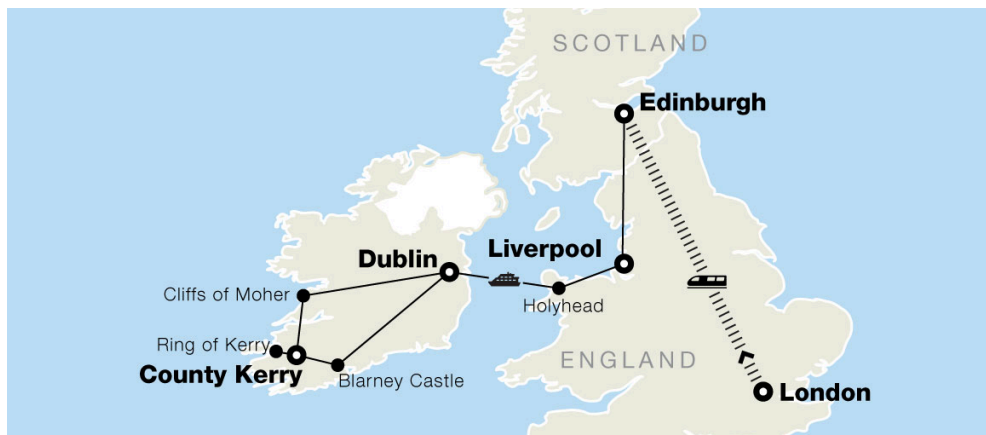 SCOTLAND
Edinburgh
Liverpool
Dublin
Cliffs of Moher
Holyhead
Ring of Kerry
County Kerry
ENGLAND
Blarney Castle
London